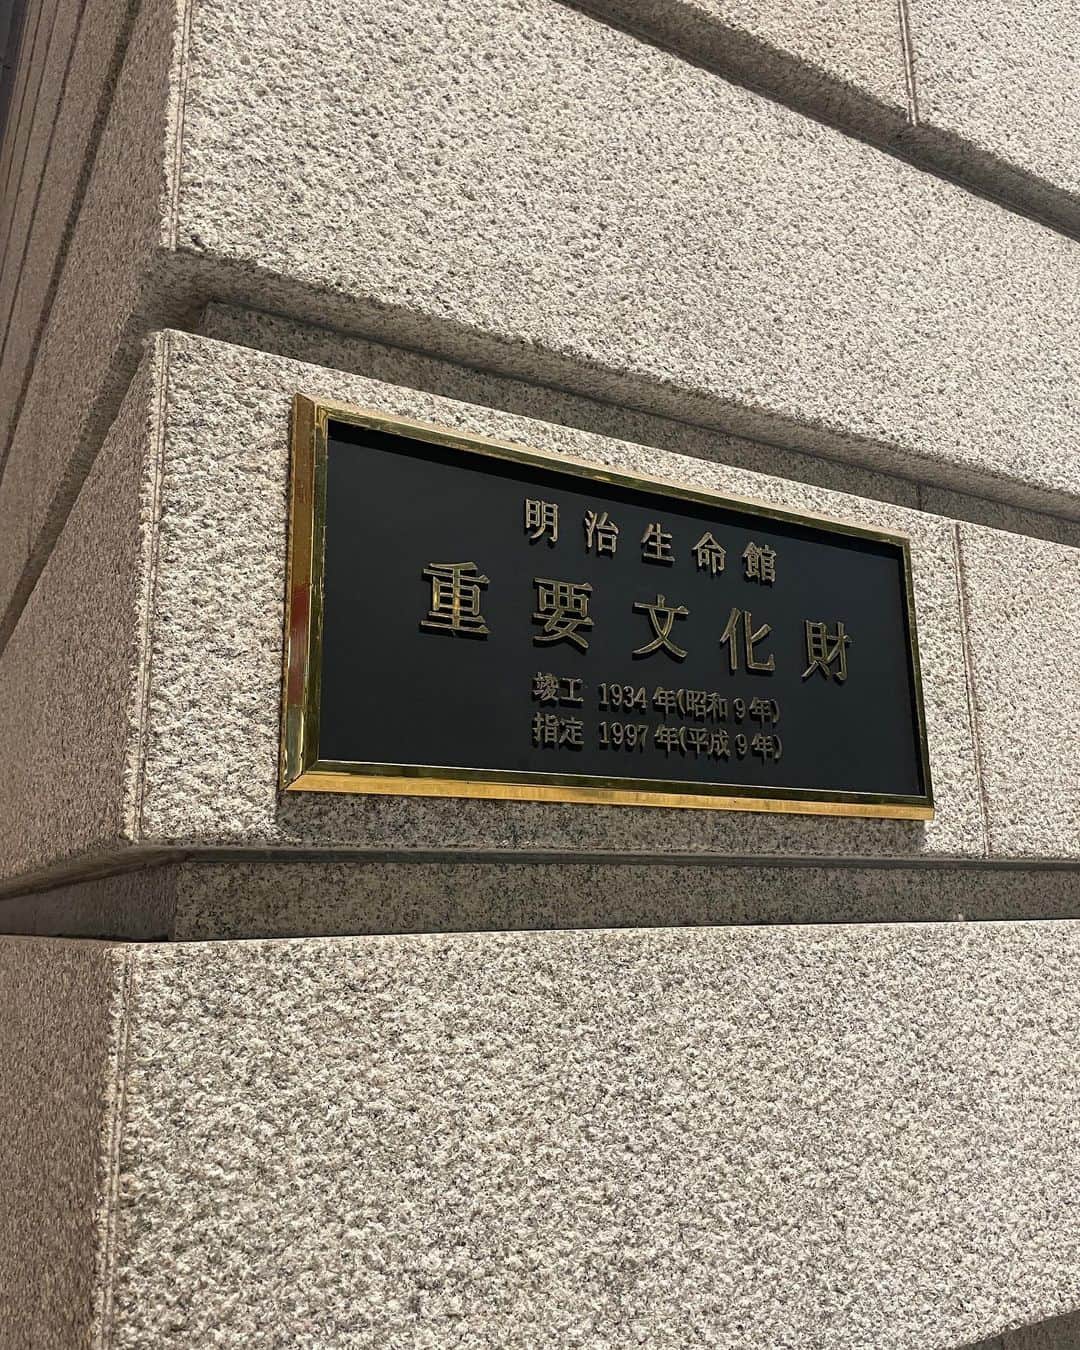 明治生命館
重要文化財
竣工 1934年(昭和9年)
指定 1997年(平成9年)